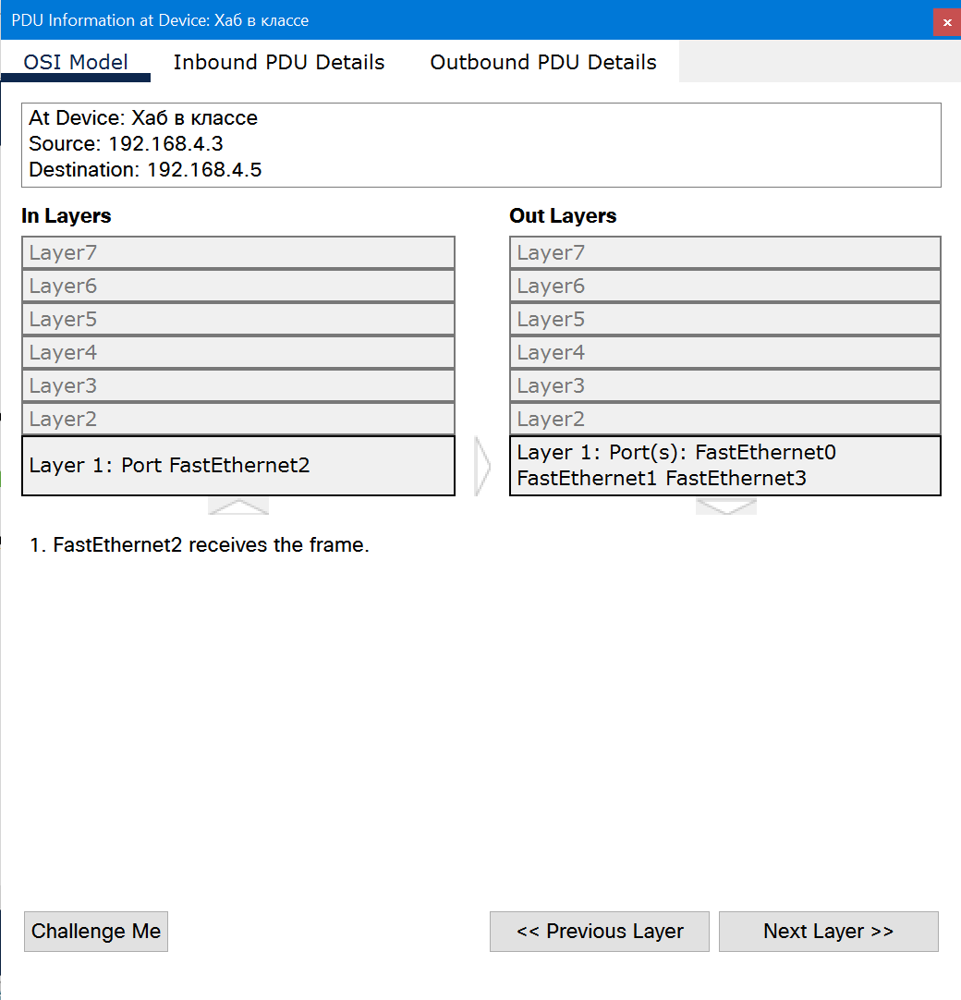 PDU Information at Device: Хаб в классе
OSI Model
Inbound PDU Details
Outbound PDU Details
At Device: Хаб в классе
Source: 192.168.4.3
Destination: 192.168.4.5
In Layers
Layer7
Layer6
Layer5
Layer4
Layer3
Layer2
Layer 1: Port FastEthernet2
Out Layers
Layer7
Layer6
Layer5
Layer4
Layer3
Layer2
Layer 1: Port(s): FastEthernet0
FastEthernet1 FastEthernet3
1. FastEthernet2 receives the frame.
Challenge Me
<< Previous Layer
Next Layer >>